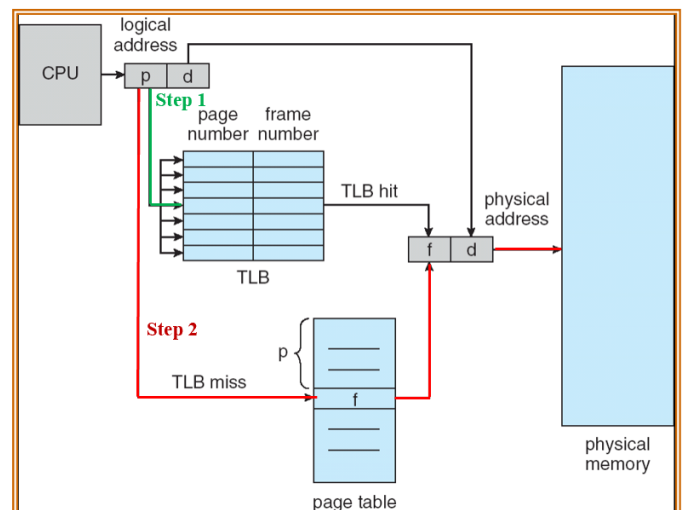 logical
address
CPU
p
d
Step 1
page
number
frame
number
TLB hit
physical
address
f
d
TLB
Step 2
p
TLB miss
f
physical
memory
page table